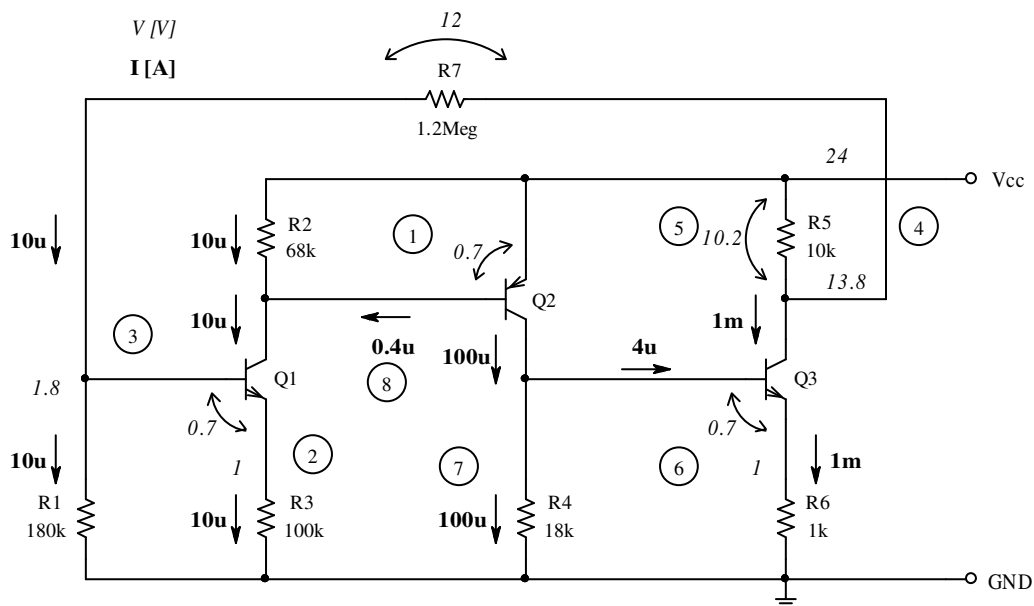 12
V [V]
I [A]
R7
1.2Meg
24
Vcc
10u
10u
R2
68k
1
0.7
5
10.2
R5
10k
4
Q2
13.8
3
10u
0.4u
100u
4u
1m
1.8
Q1
8
Q3
0.7
0.7
10u
1
2
7
6
1
1m
R1
180k
10u
R3
100k
100u
R4
18k
R6
1k
GND